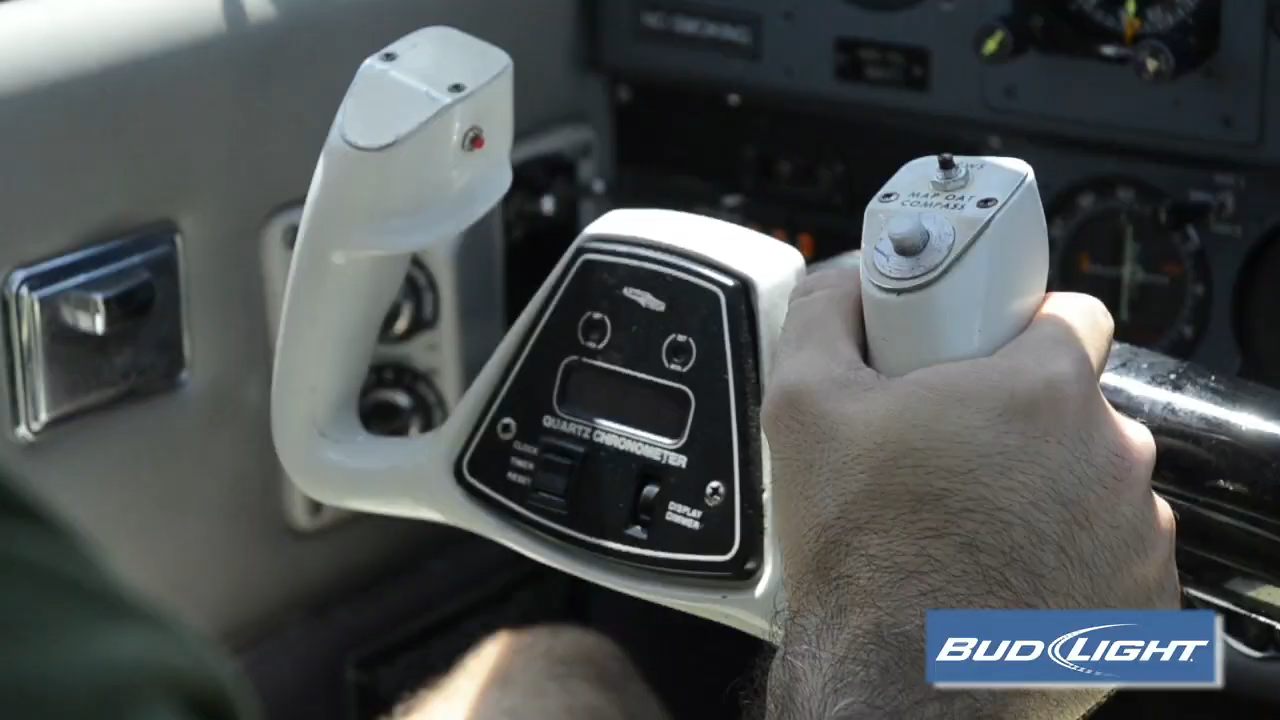 NO SMOKING
MAP OAT
COMPASS
QUARTZ CHRONOMETER
CLOCK
TIMER
RESET
DISPLAY
DIMMER
BUD LIGHT